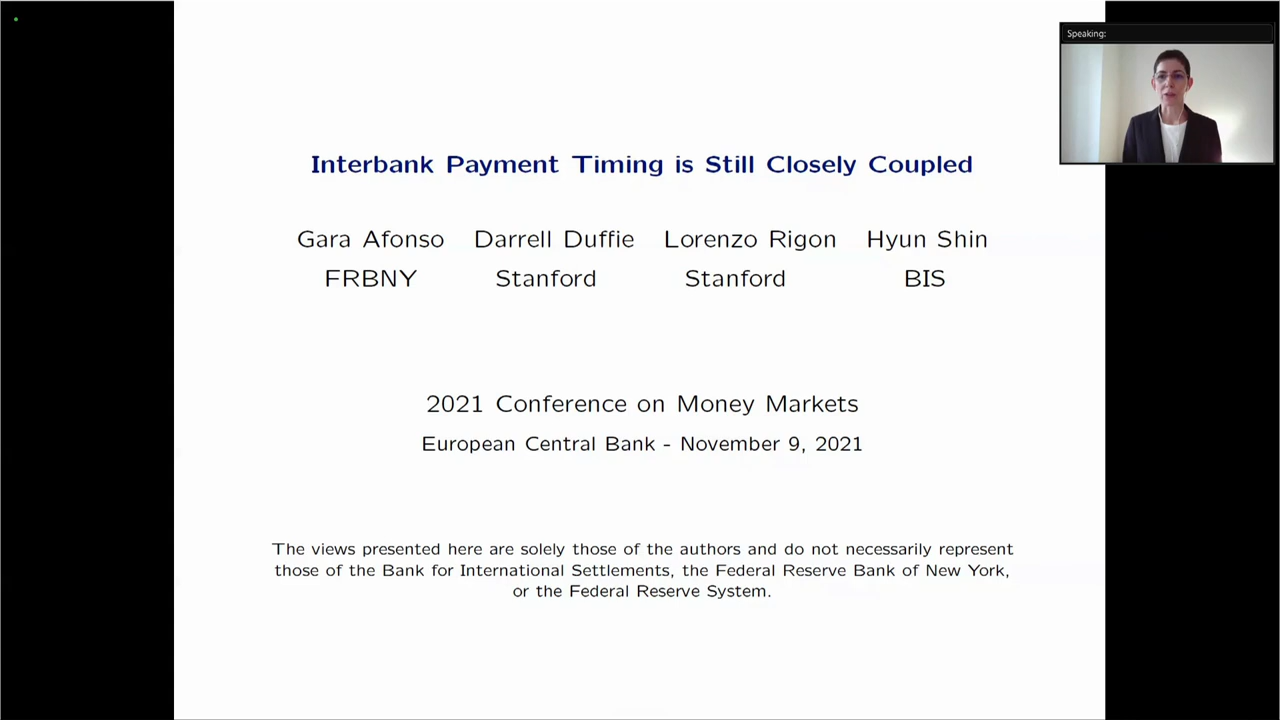 Speaking:
Interbank Payment Timing is Still Closely Coupled
Gara Afonso Darrell Duffie Lorenzo Rigon Hyun Shin
FRBNY Stanford Stanford BIS
2021 Conference on Money Markets
European Central Bank - November 9, 2021
The views presented here are solely those of the authors and do not necessarily represent
those of the Bank for International Settlements, the Federal Reserve Bank of New York,
or the Federal Reserve System.